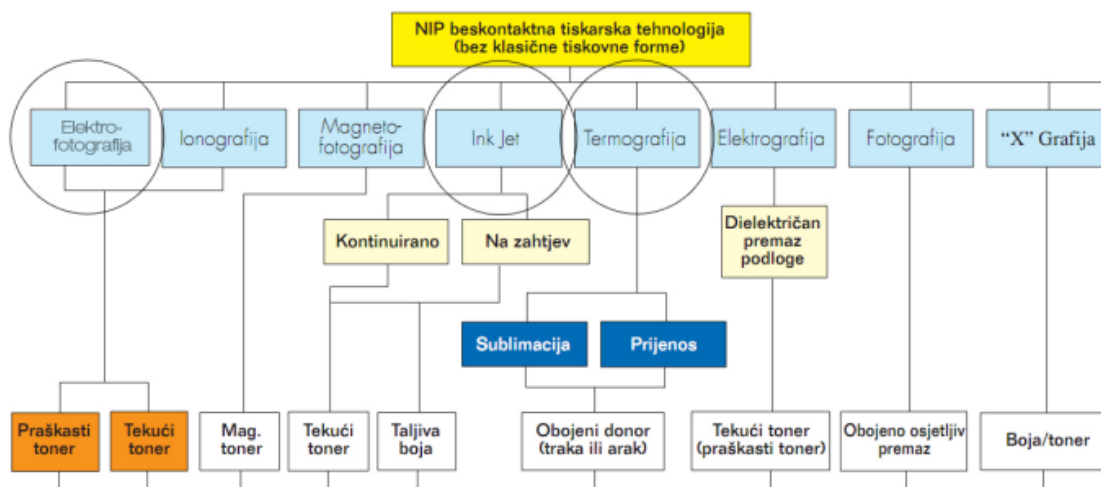 NIP beskontaktna tiskarska tehnologija
(bez klasične tiskovne forme)
Elektro-
fotografija
Ionografija
Magneto-
fotografija
Ink Jet
Termografija
Elektrografija
Fotografija
“X” Grafija
Kontinuirano
Na zahtjev
Dielektričan
premaz
podloge
Sublimacija
Prijenos
Praškasti
toner
Tekući
toner
Mag.
toner
Tekući
toner
Taljiva
boja
Obojeni donor
(traka ili arak)
Tekući toner
(praškasti toner)
Obojeno osjetljiv
premaz
Boja/toner